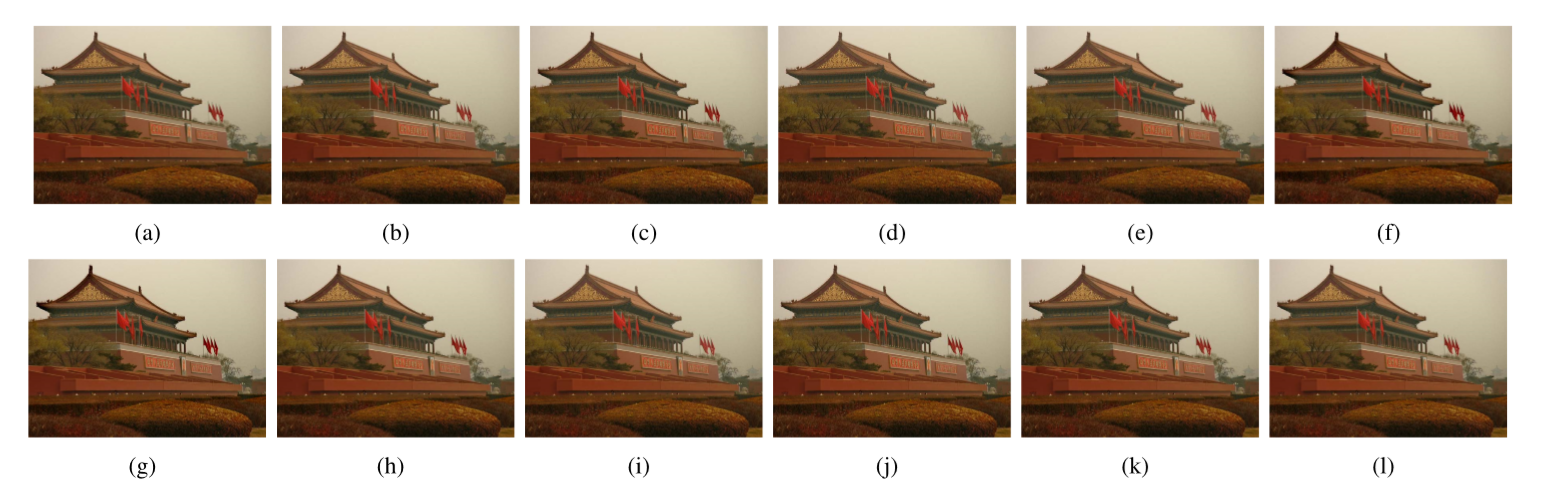 (a) (b) (c) (d) (e) (f)
(g) (h) (i) (j) (k) (l)